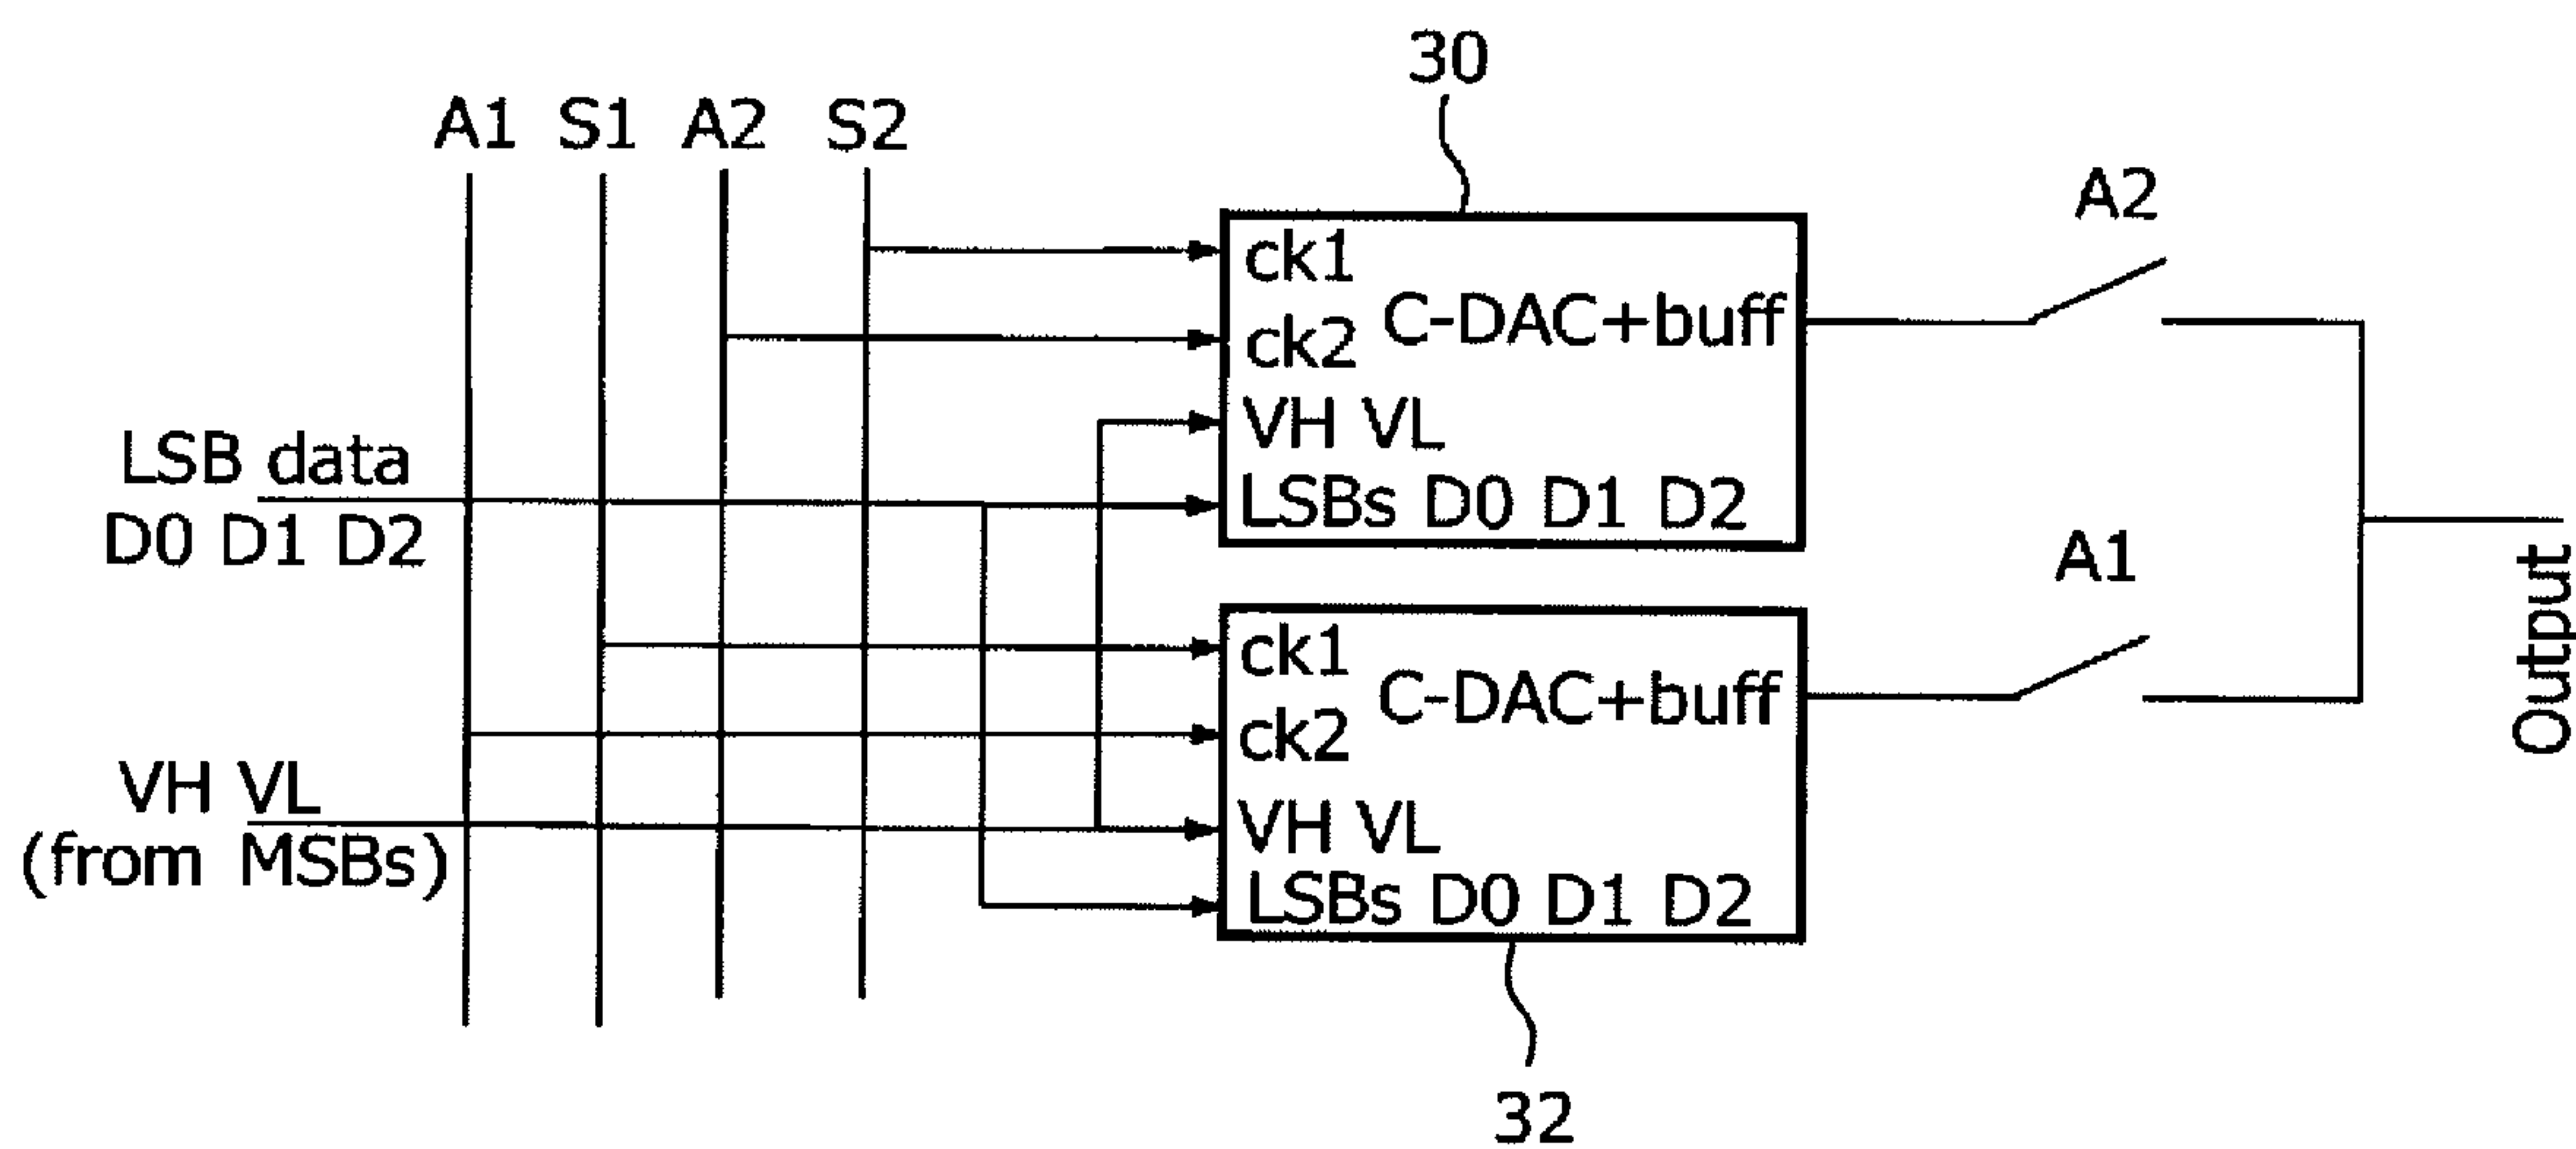 30
A1 S1 A2 S2
A2
ck1
C-DAC+buff
ck2
VH VL
LSBs D0 D1 D2
LSB data
D0 D1 D2
A1
ck1
C-DAC+buff
ck2
VH VL
LSBs D0 D1 D2
VH VL
(from MSBs)
Output
32